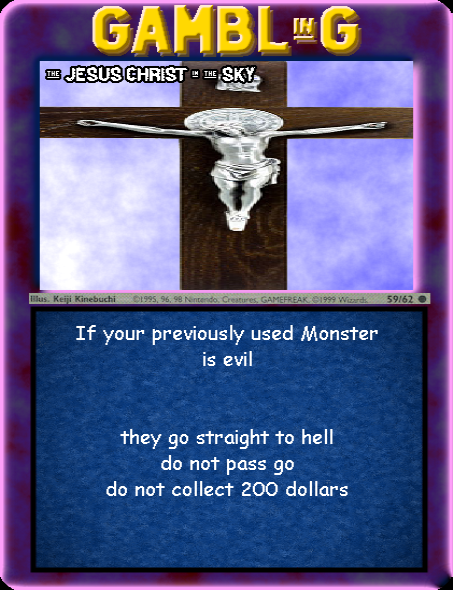 GAMBL IN G
THE JESUS CHRIST IN THE SKY
Illus. Keiji Kinebuchi ©1995, 96, 98 Nintendo, Creatures, GAMEFREAK. ©1999 Wizards. 59/62 ●
If your previously used Monster
is evil
they go straight to hell
do not pass go
do not collect 200 dollars